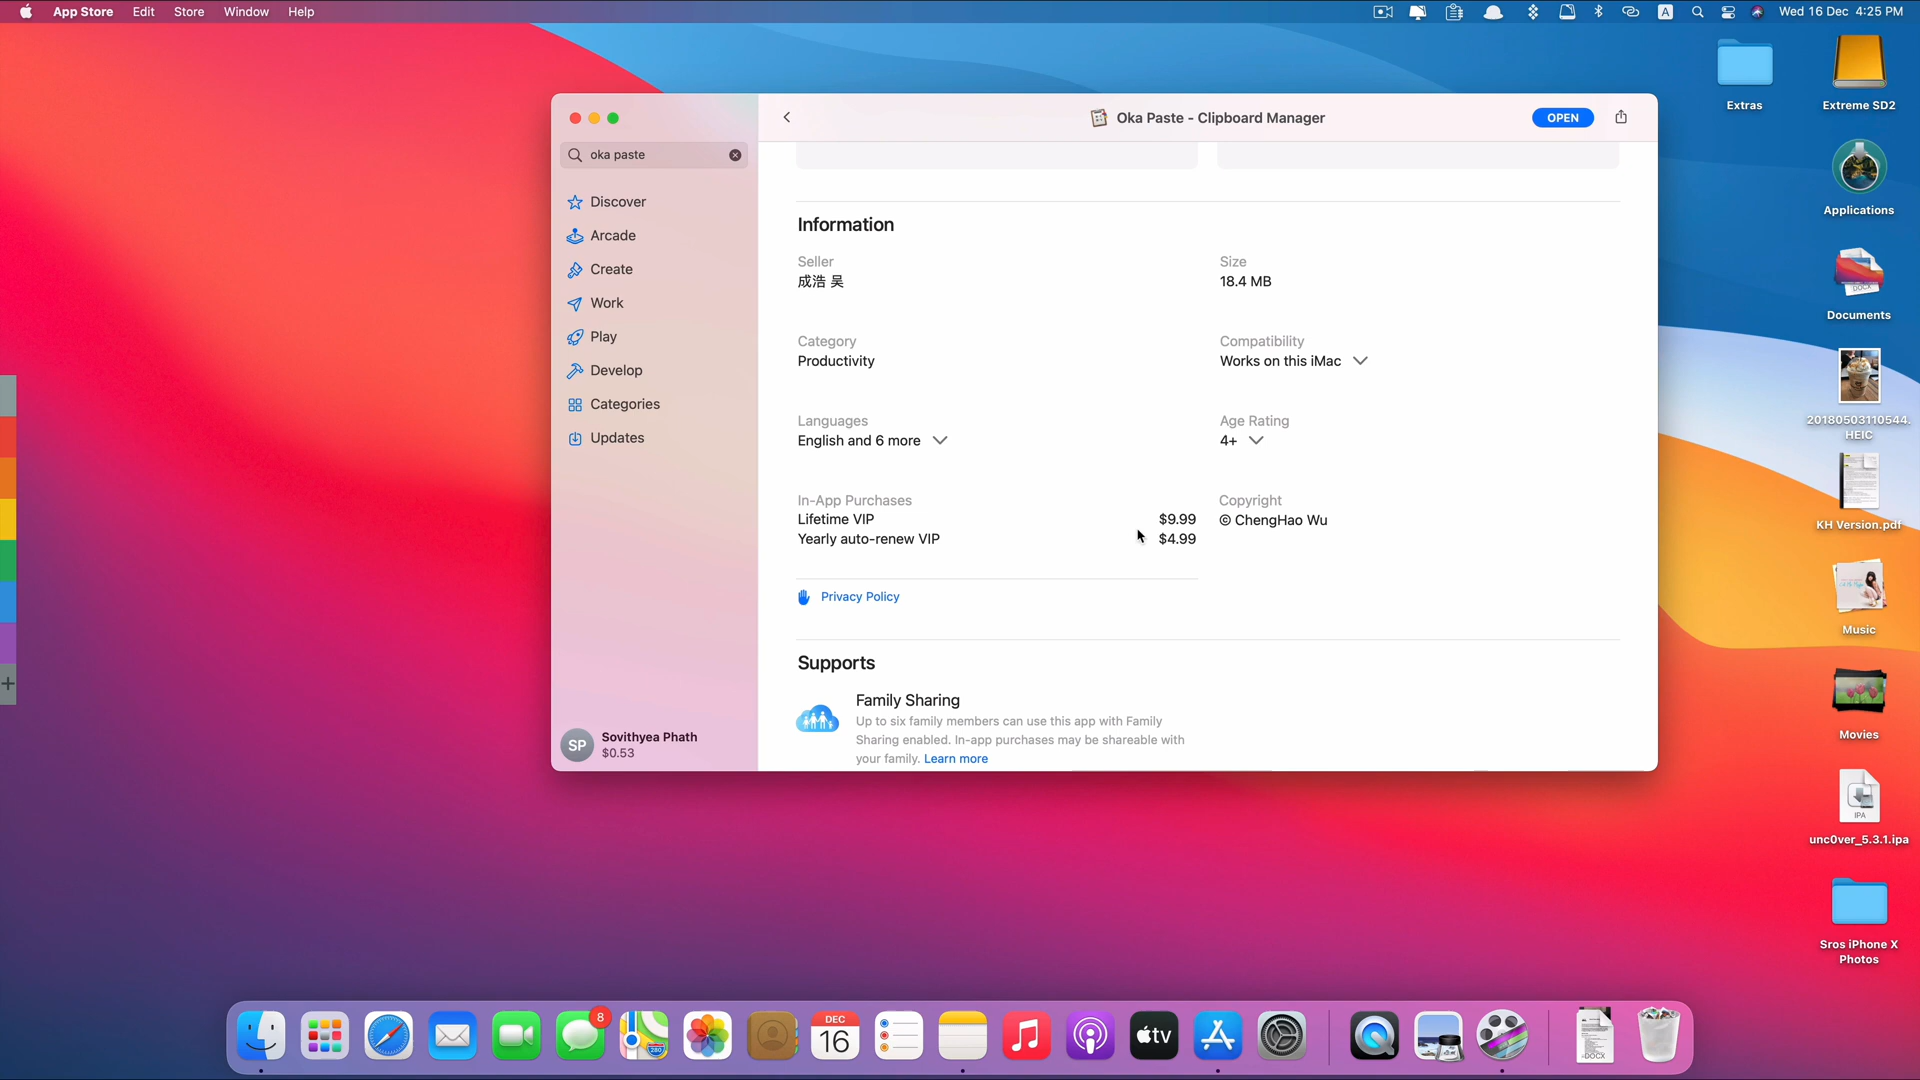 App Store Edit Store Window Help
A Wed 16 Dec 4:25 PM
Oka Paste - Clipboard Manager
OPEN
oka paste
Discover
Arcade
Create
Work
Play
Develop
Categories
Updates
SP
Sovithyea Phath
$0.53
Information
Seller
成浩 吴
Size
18.4 MB
Category
Productivity
Compatibility
Works on this iMac
Languages
English and 6 more
Age Rating
4+
In-App Purchases
Lifetime VIP $9.99
Yearly auto-renew VIP $4.99
Copyright
© ChengHao Wu
Privacy Policy
Supports
Family Sharing
Up to six family members can use this app with Family
Sharing enabled. In-app purchases may be shareable with
your family. Learn more
Extras
Extreme SD2
Applications
DOCX
Documents
20180503110544.
HEIC
KH Version.pdf
Music
Movies
IPA
unc0ver_5.3.1.ipa
Sros iPhone X
Photos
8
280
DEC
16
tv
DOCX